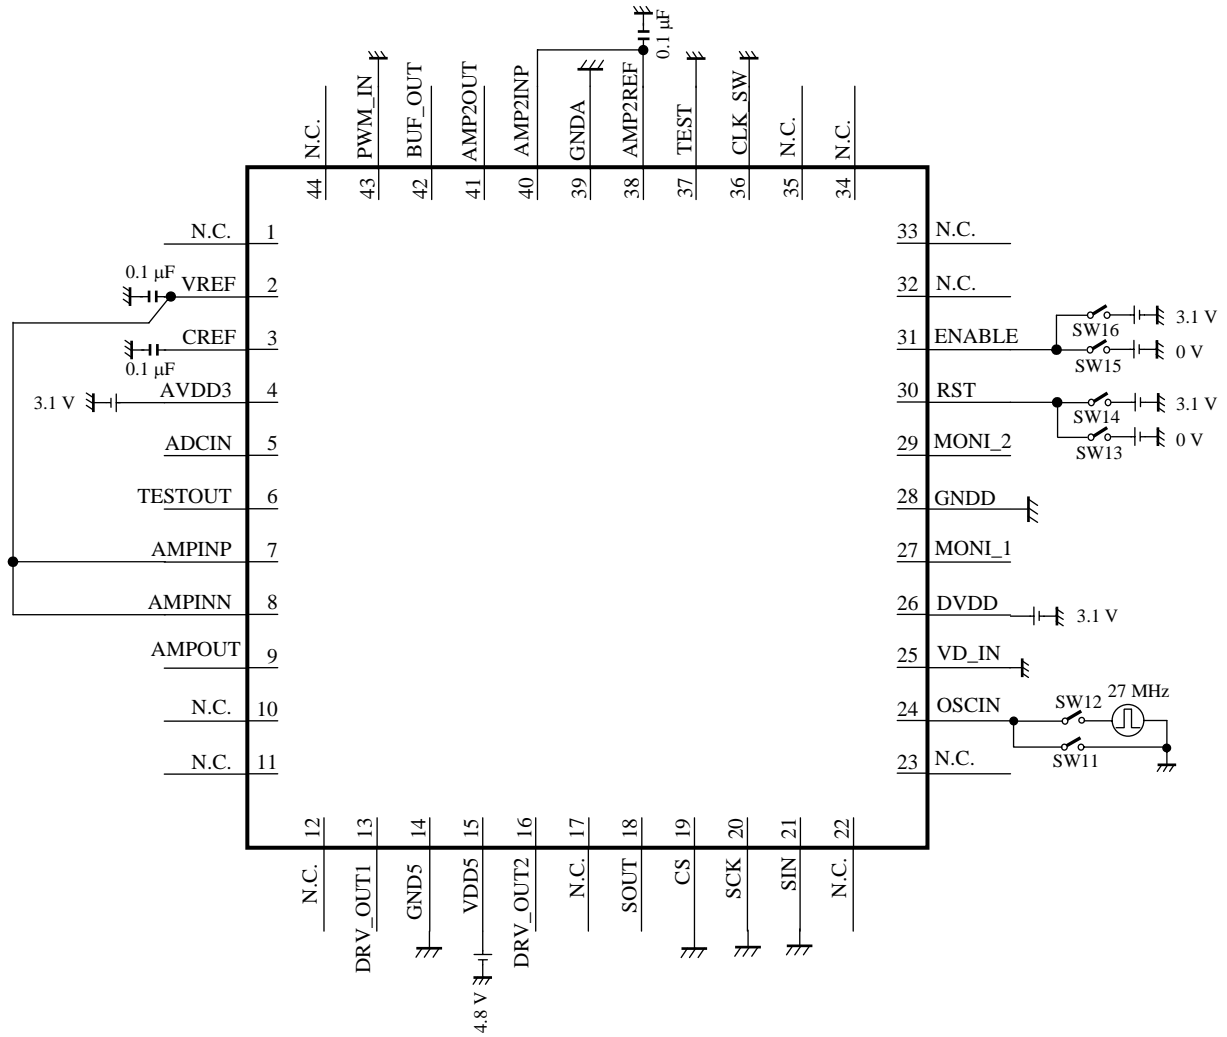 0.1 µF
N.C.
PWM_IN
BUF_OUT
AMP2OUT
AMP2INP
GNDA
AMP2REF
TEST
CLK_SW
N.C.
N.C.
44
43
42
41
40
39
38
37
36
35
34
N.C. 1
0.1 µF
VREF 2
CREF 3
0.1 µF
3.1 V
AVDD3 4
ADCIN 5
TESTOUT 6
AMPINP 7
AMPINN 8
AMPOUT 9
N.C. 10
N.C. 11
33 N.C.
32 N.C.
31 ENABLE
SW16
3.1 V
SW15
0 V
30 RST
SW14
3.1 V
SW13
0 V
29 MONI_2
28 GNDD
27 MONI_1
26 DVDD
3.1 V
25 VD_IN
24 OSCIN
SW12
27 MHz
SW11
23 N.C.
12
13
14
15
16
17
18
19
20
21
22
N.C.
DRV_OUT1
GND5
VDD5
DRV_OUT2
N.C.
SOUT
CS
SCK
SIN
N.C.
4.8 V